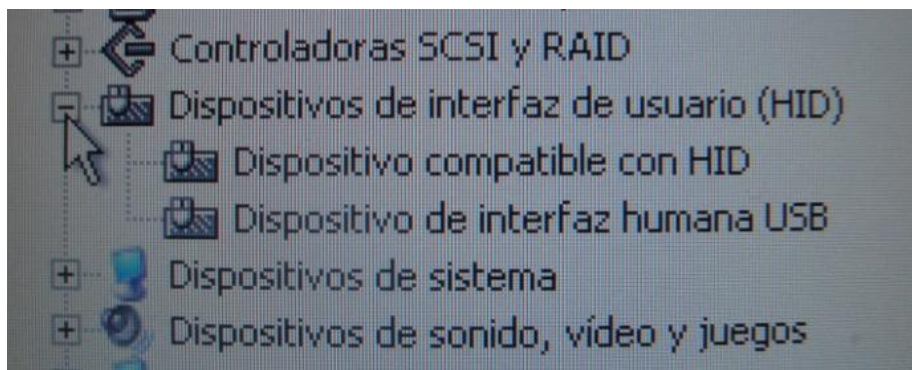 Controladoras SCSI y RAID
Dispositivos de interfaz de usuario (HID)
Dispositivo compatible con HID
Dispositivo de interfaz humana USB
Dispositivos de sistema
Dispositivos de sonido, vídeo y juegos